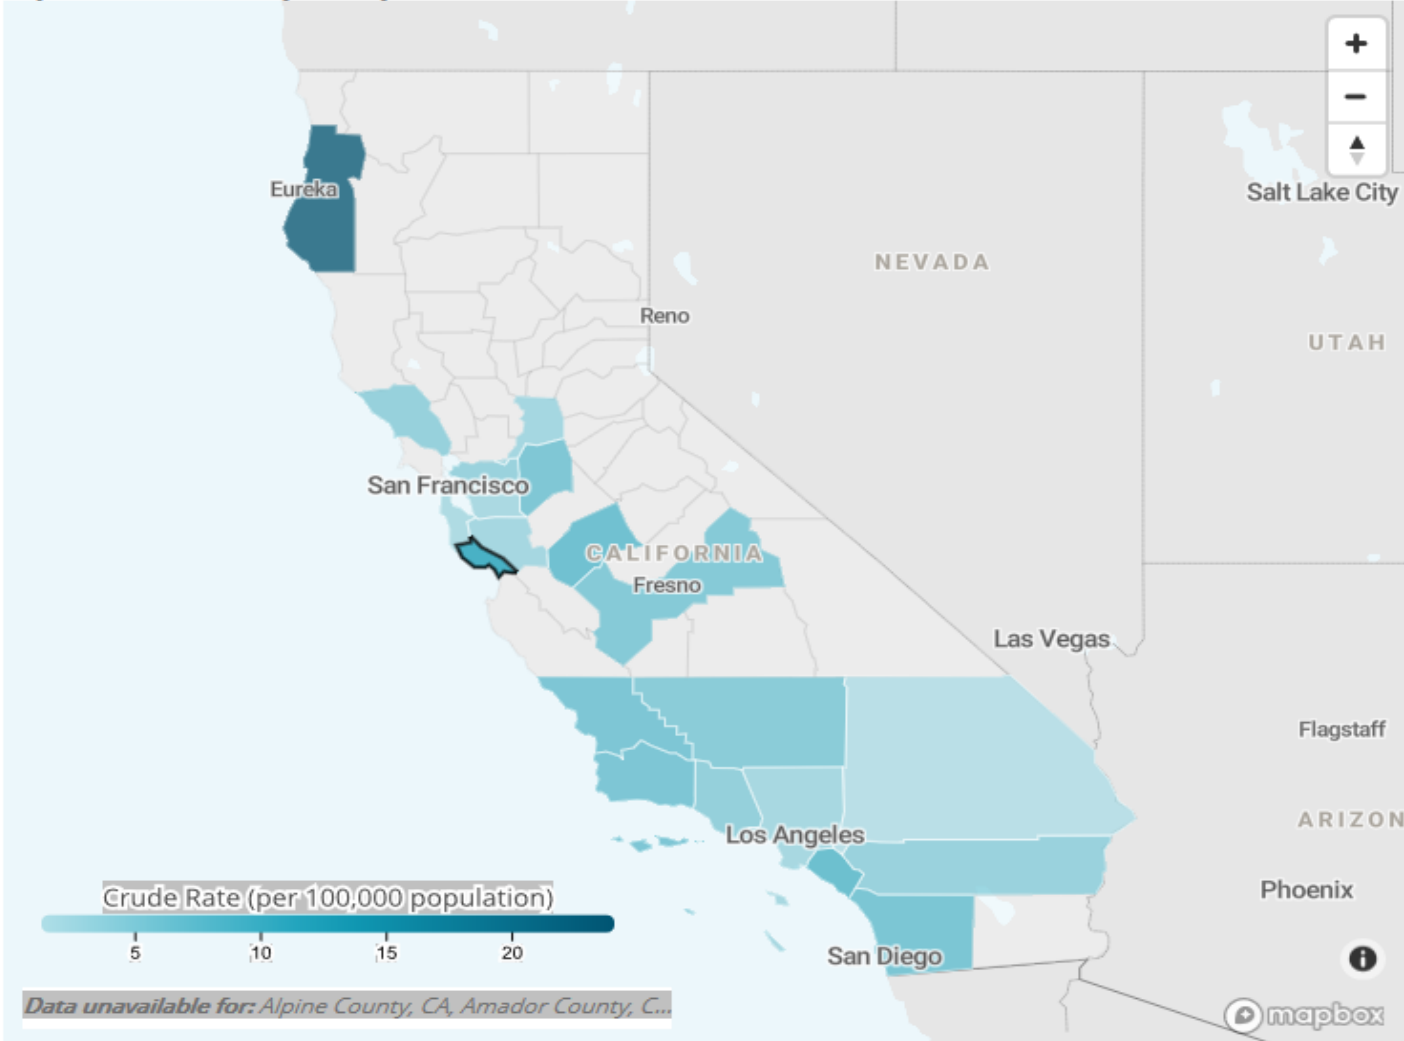 +
−
Eureka
Salt Lake City
NEVADA
Reno
UTAH
San Francisco
CALIFORNIA
Fresno
Las Vegas
Flagstaff
Los Angeles
ARIZON
Phoenix
Crude Rate (per 100,000 population)
5 10 15 20
San Diego
Data unavailable for: Alpine County, CA, Amador County, C...
mapbox